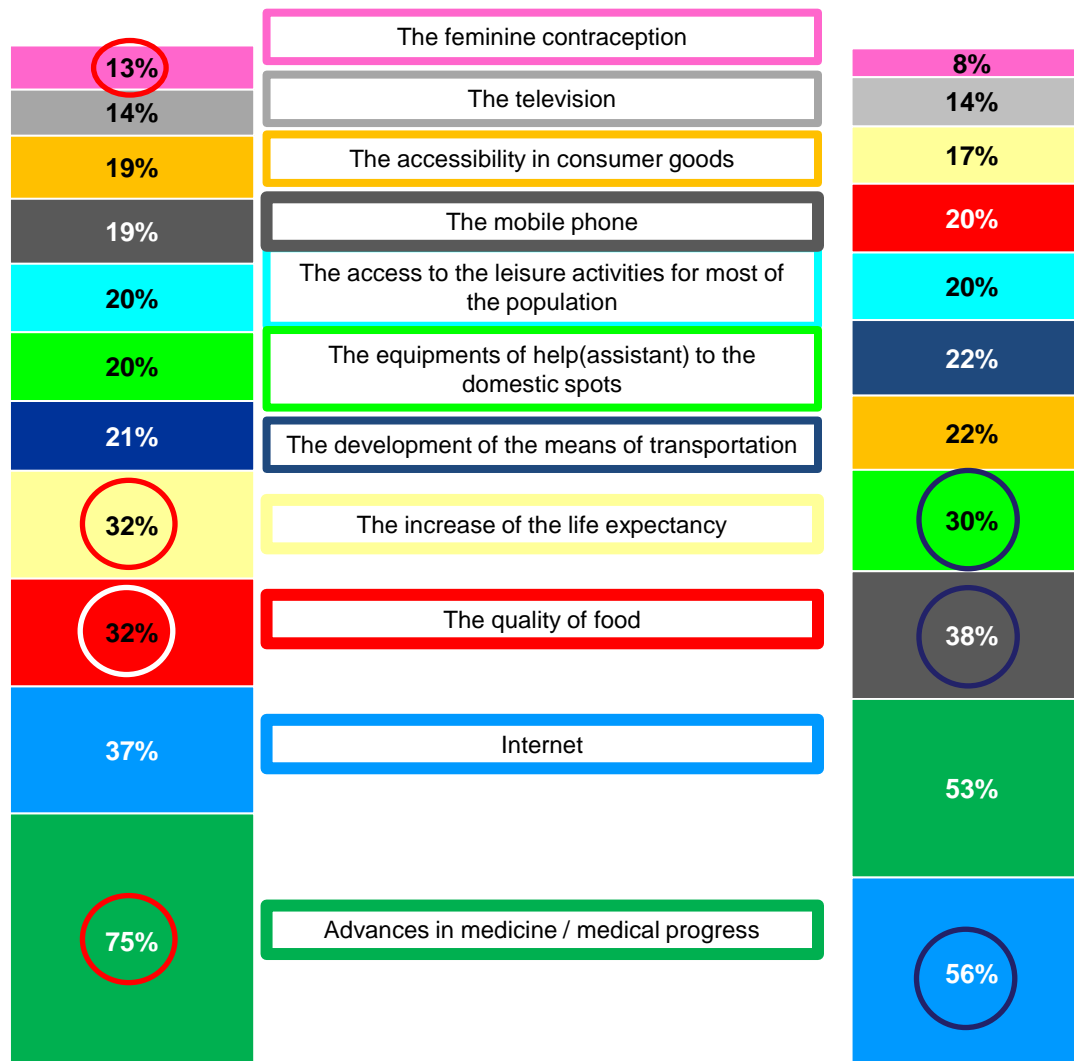 13%
14%
19%
19%
20%
20%
21%
32%
32%
37%
75%
The feminine contraception
The television
The accessibility in consumer goods
The mobile phone
The access to the leisure activities for most of
the population
The equipments of help(assistant) to the
domestic spots
The development of the means of transportation
The increase of the life expectancy
The quality of food
Internet
Advances in medicine / medical progress
8%
14%
17%
20%
20%
22%
22%
30%
38%
53%
56%